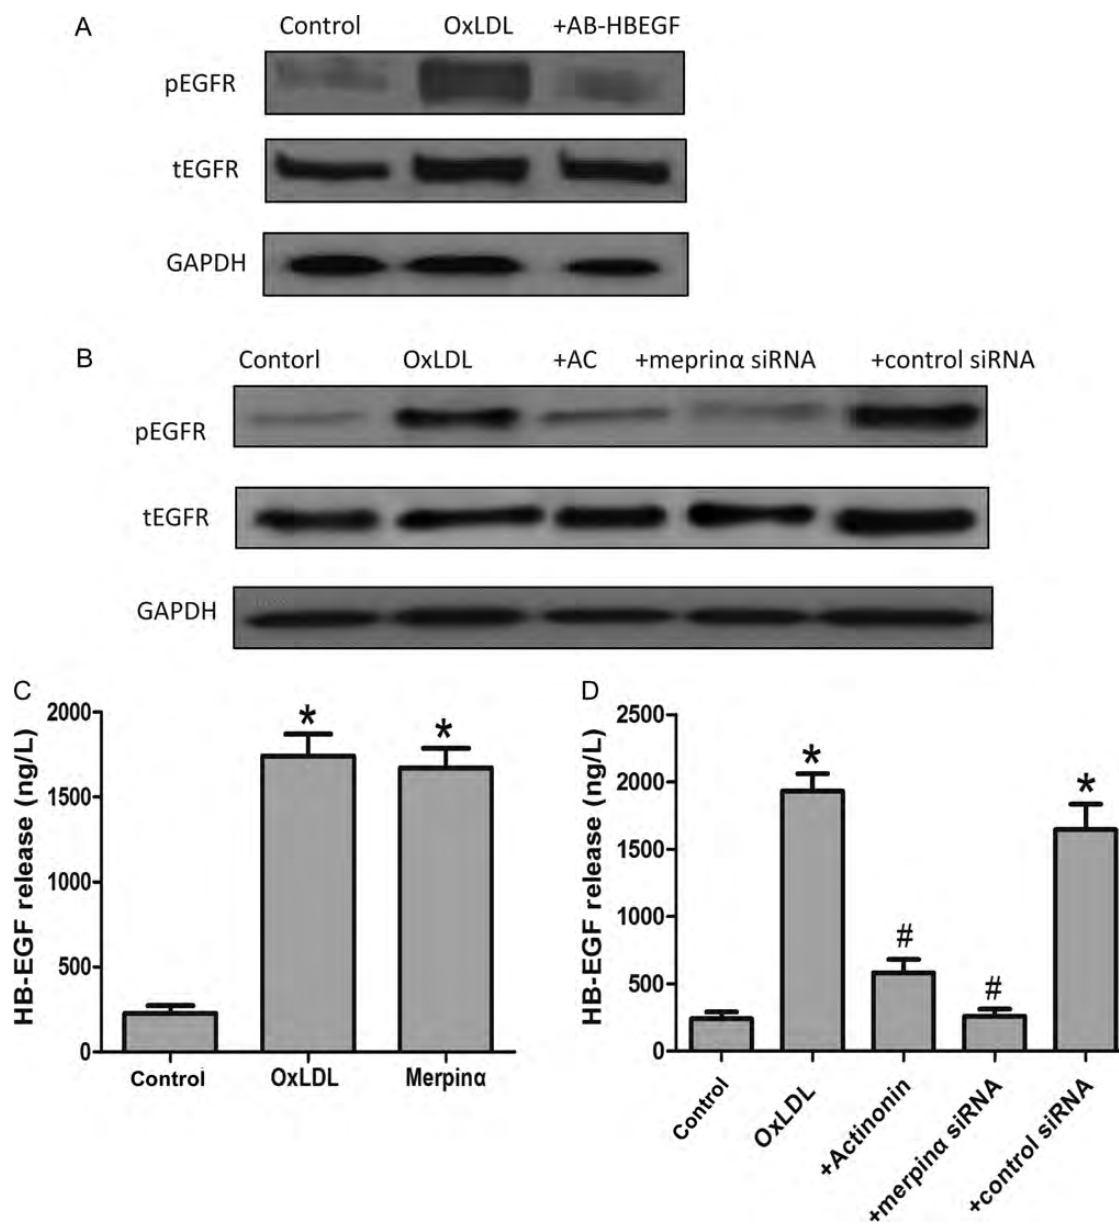 A
Control OxLDL +AB-HBEGF
pEGFR
tEGFR
GAPDH
B
Contorl OxLDL +AC +meprinα siRNA +control siRNA
pEGFR
tEGFR
GAPDH
C
HB-EGF release (ng/L)
2000
1500
1000
500
0
* *
Control OxLDL Merpinα
D
HB-EGF release (ng/L)
2500
2000
1500
1000
500
0
* # # *
Control
OxLDL
+Actinonin
+merpinα siRNA
+control siRNA